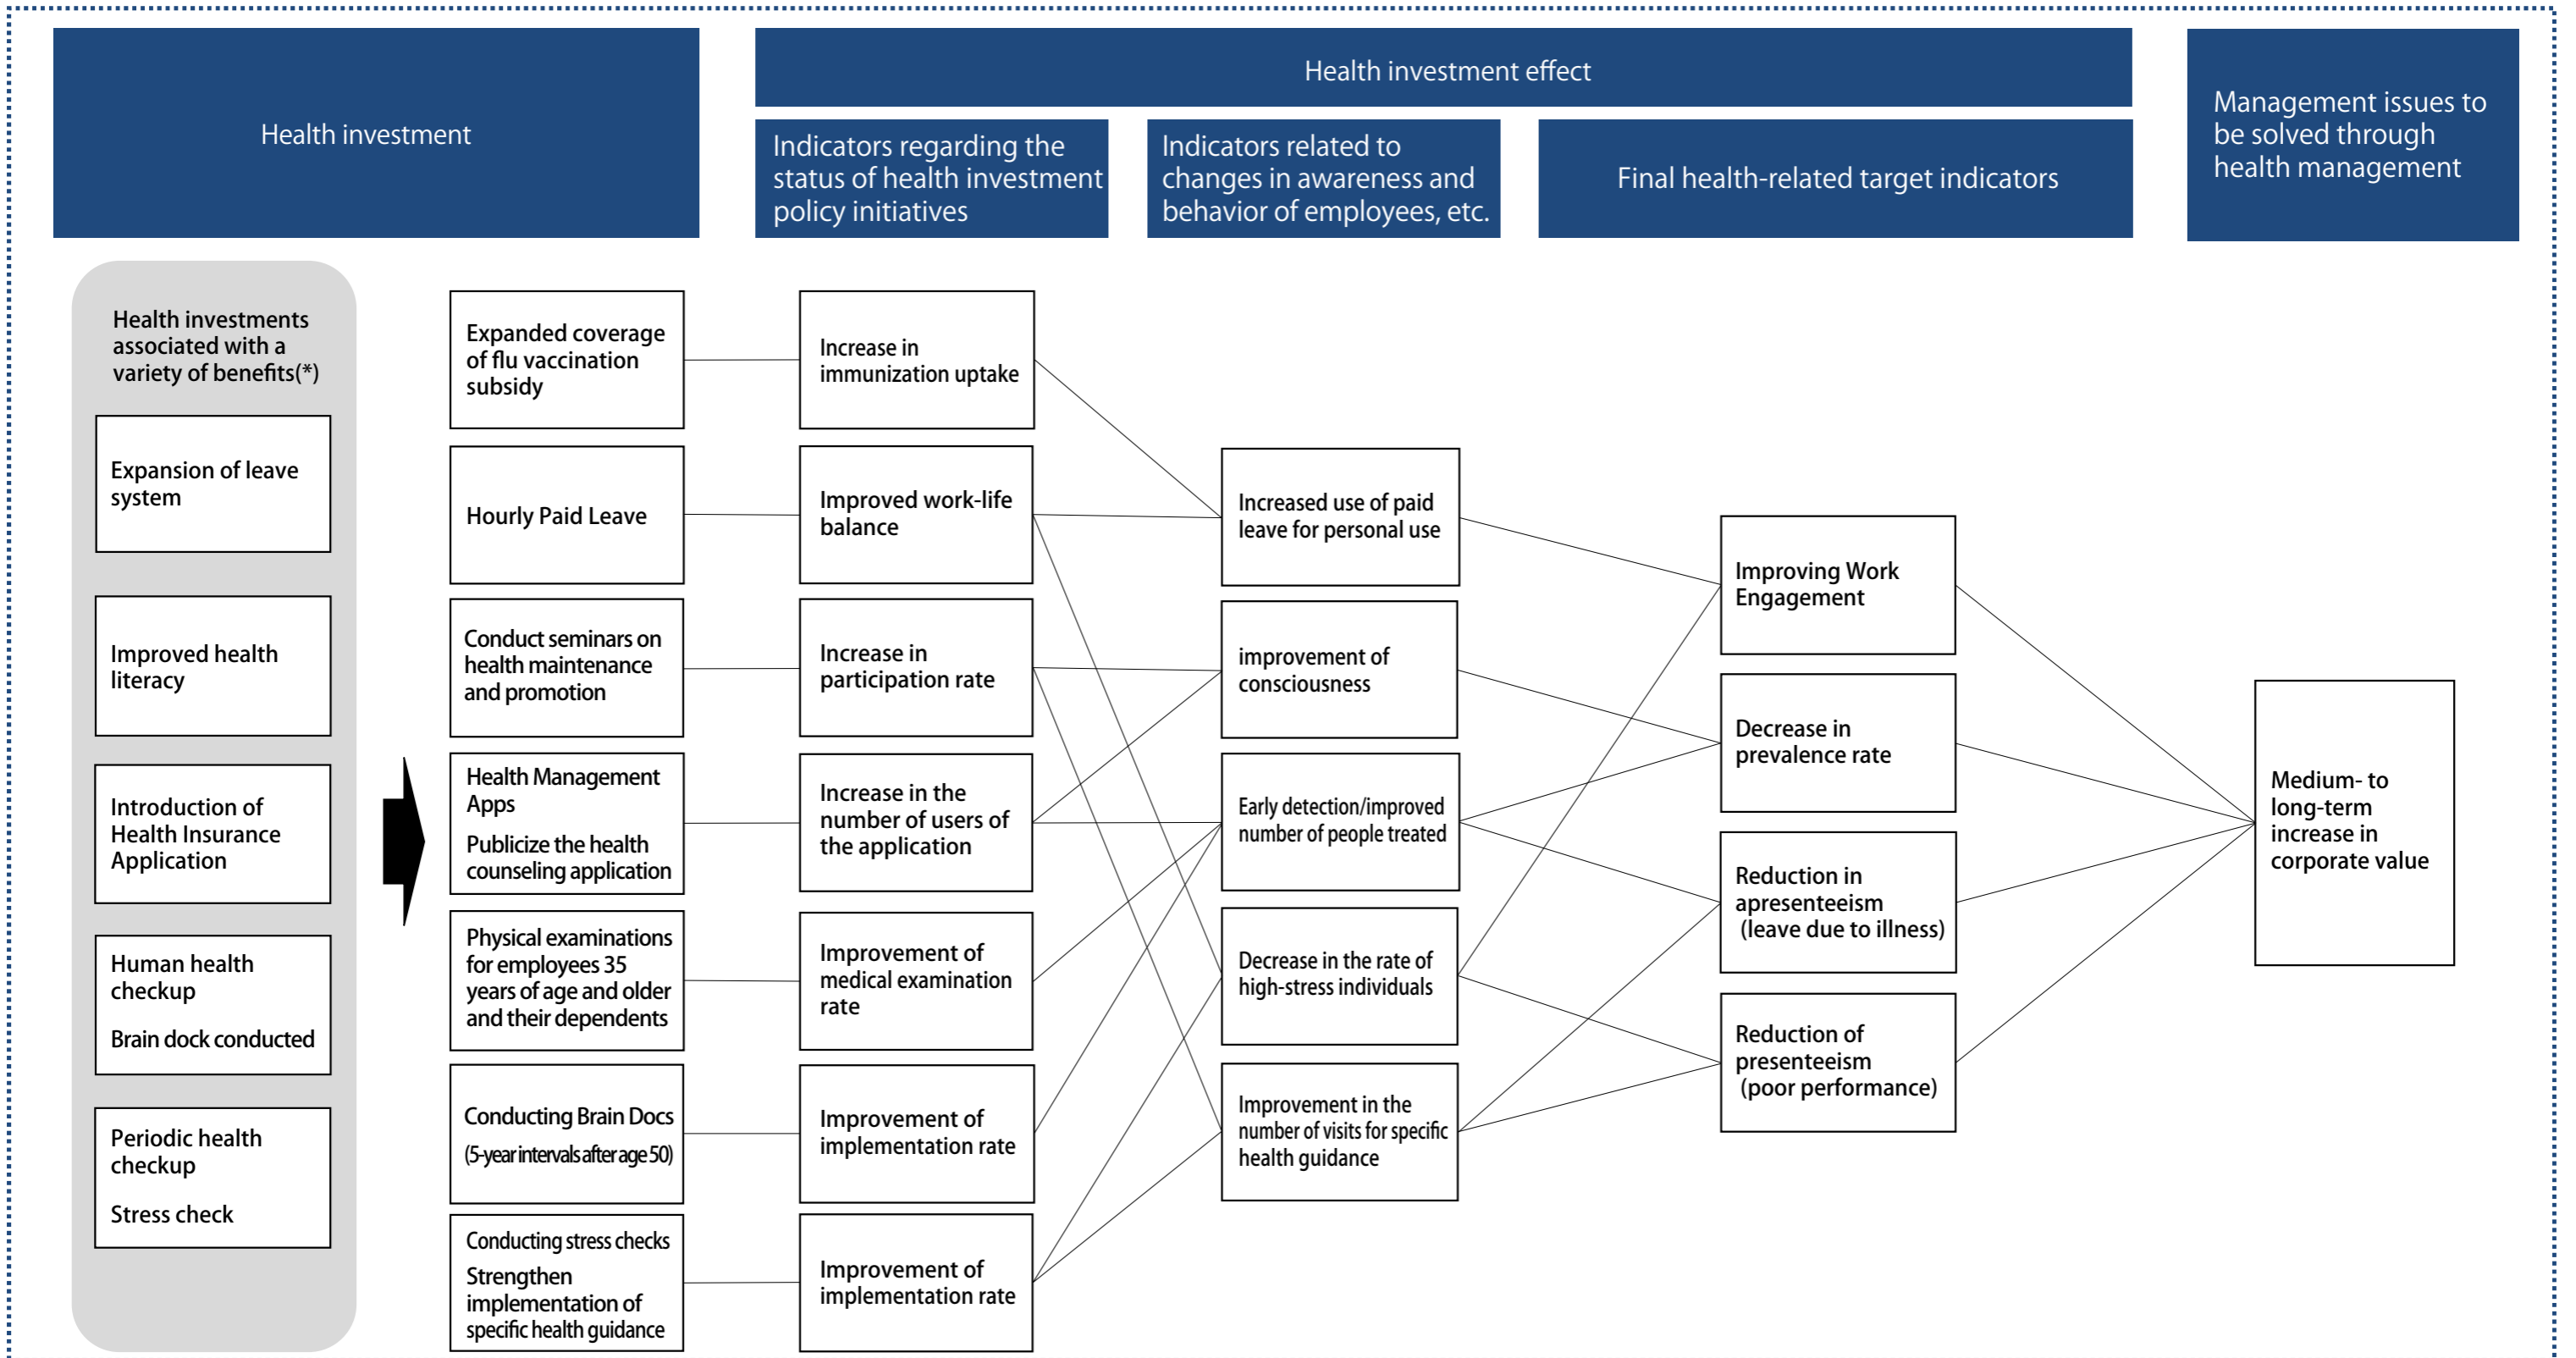 Health investment
Health investment effect
Indicators regarding the
status of health investment
policy initiatives
Indicators related to
changes in awareness and
behavior of employees, etc.
Final health-related target indicators
Management issues to
be solved through
health management
Health investments
associated with a
variety of benefits(*)
Expansion of leave
system
Improved health
literacy
Introduction of
Health Insurance
Application
Human health
checkup
Brain dock conducted
Periodic health
checkup
Stress check
Expanded coverage
of flu vaccination
subsidy
Hourly Paid Leave
Conduct seminars on
health maintenance
and promotion
Health Management
Apps
Publicize the health
counseling application
Physical examinations
for employees 35
years of age and older
and their dependents
Conducting Brain Docs
(5-year intervals after age 50)
Conducting stress checks
Strengthen
implementation of
specific health guidance
Increase in
immunization uptake
Improved work-life
balance
Increase in
participation rate
Increase in the
number of users of
the application
Improvement of
medical examination
rate
Improvement of
implementation rate
Improvement of
implementation rate
Increased use of paid
leave for personal use
improvement of
consciousness
Early detection/improved
number of people treated
Decrease in the rate of
high-stress individuals
Improvement in the
number of visits for specific
health guidance
Improving Work
Engagement
Decrease in
prevalence rate
Reduction in
apresenteeism
(leave due to illness)
Reduction of
presenteeism
(poor performance)
Medium- to
long-term
increase in
corporate value